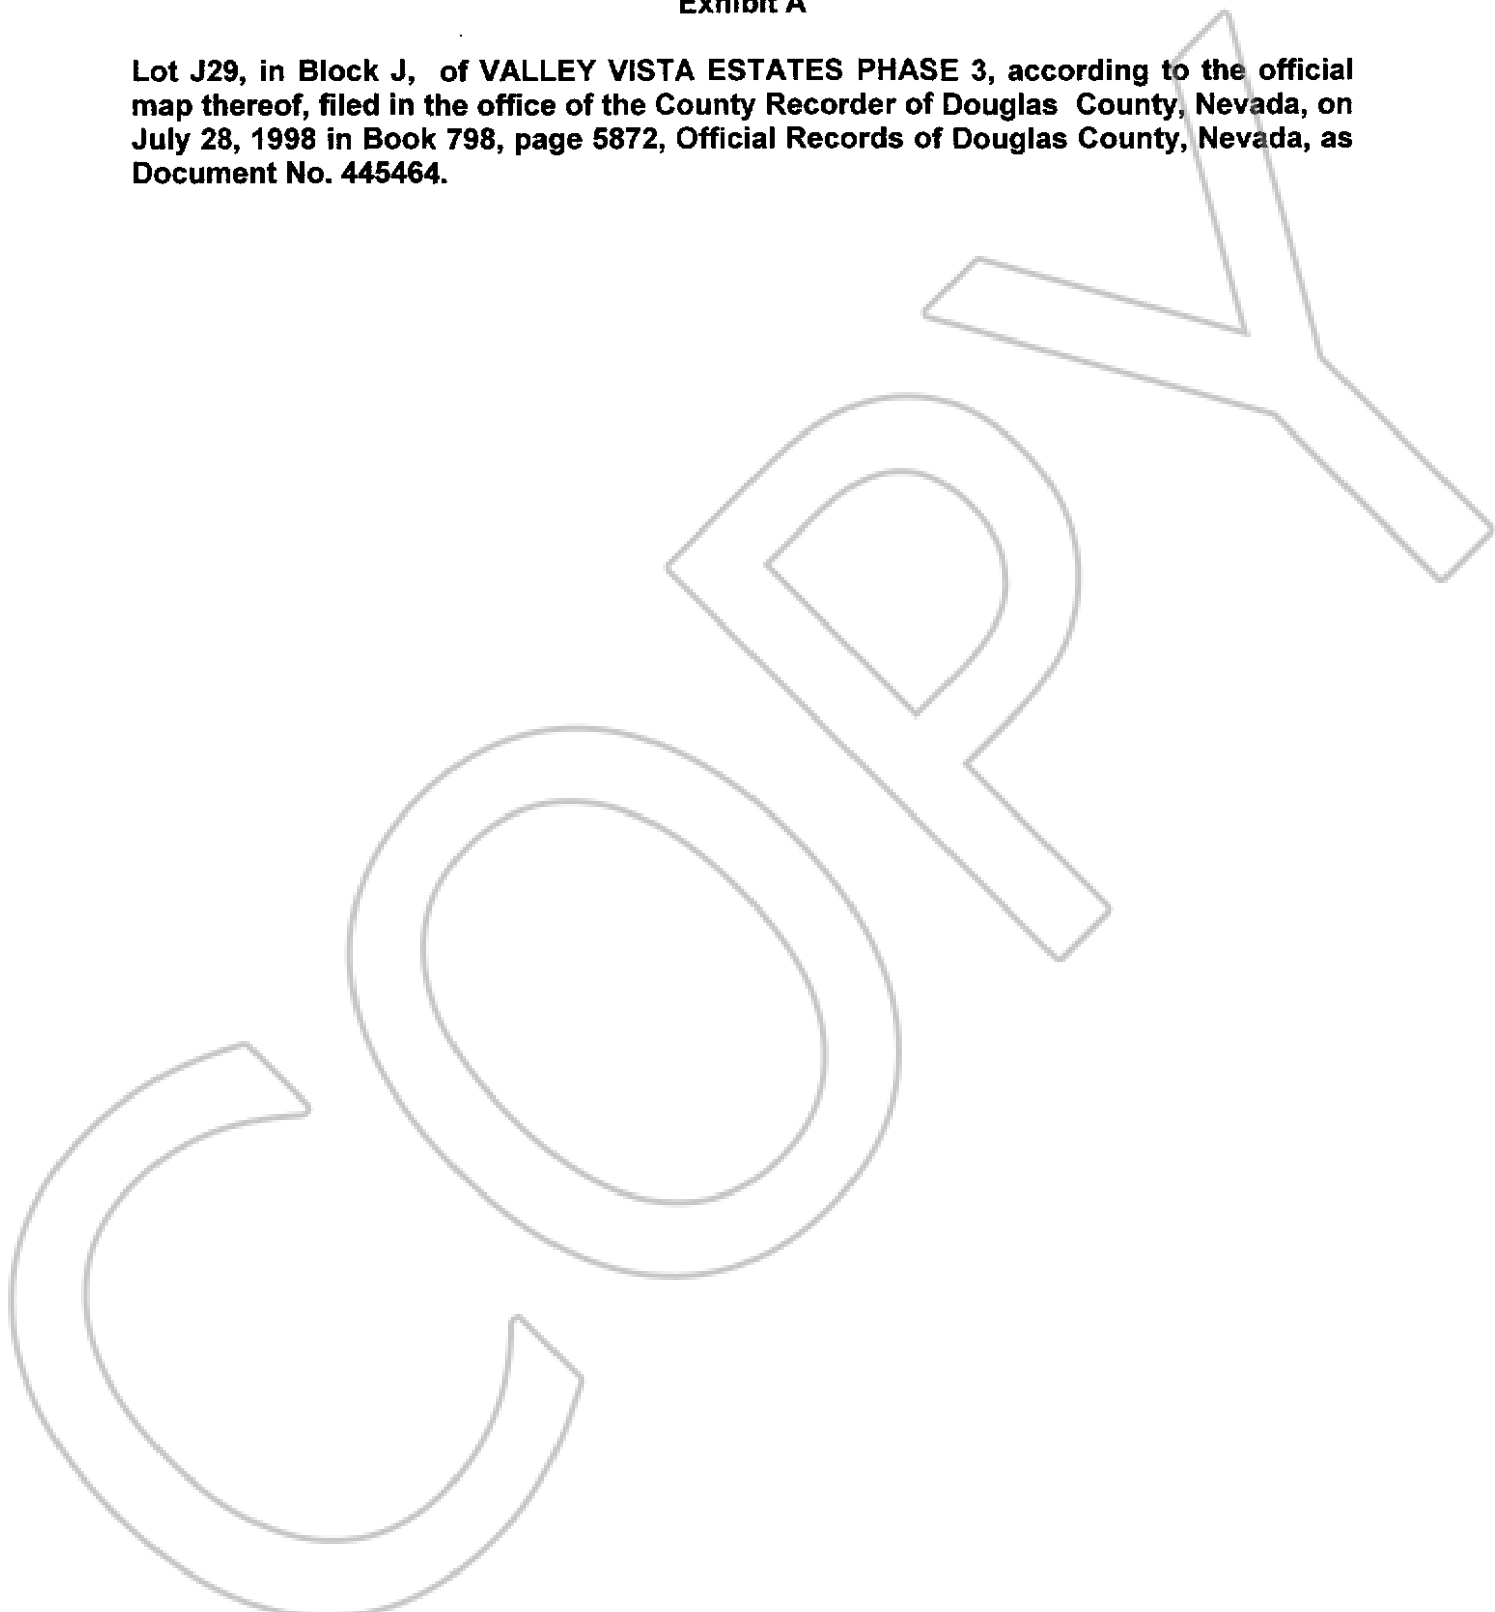 Exhibit A
Lot J29, in Block J, of VALLEY VISTA ESTATES PHASE 3, according to the official
map thereof, filed in the office of the County Recorder of Douglas County, Nevada, on
July 28, 1998 in Book 798, page 5872, Official Records of Douglas County, Nevada, as
Document No. 445464.
COPY